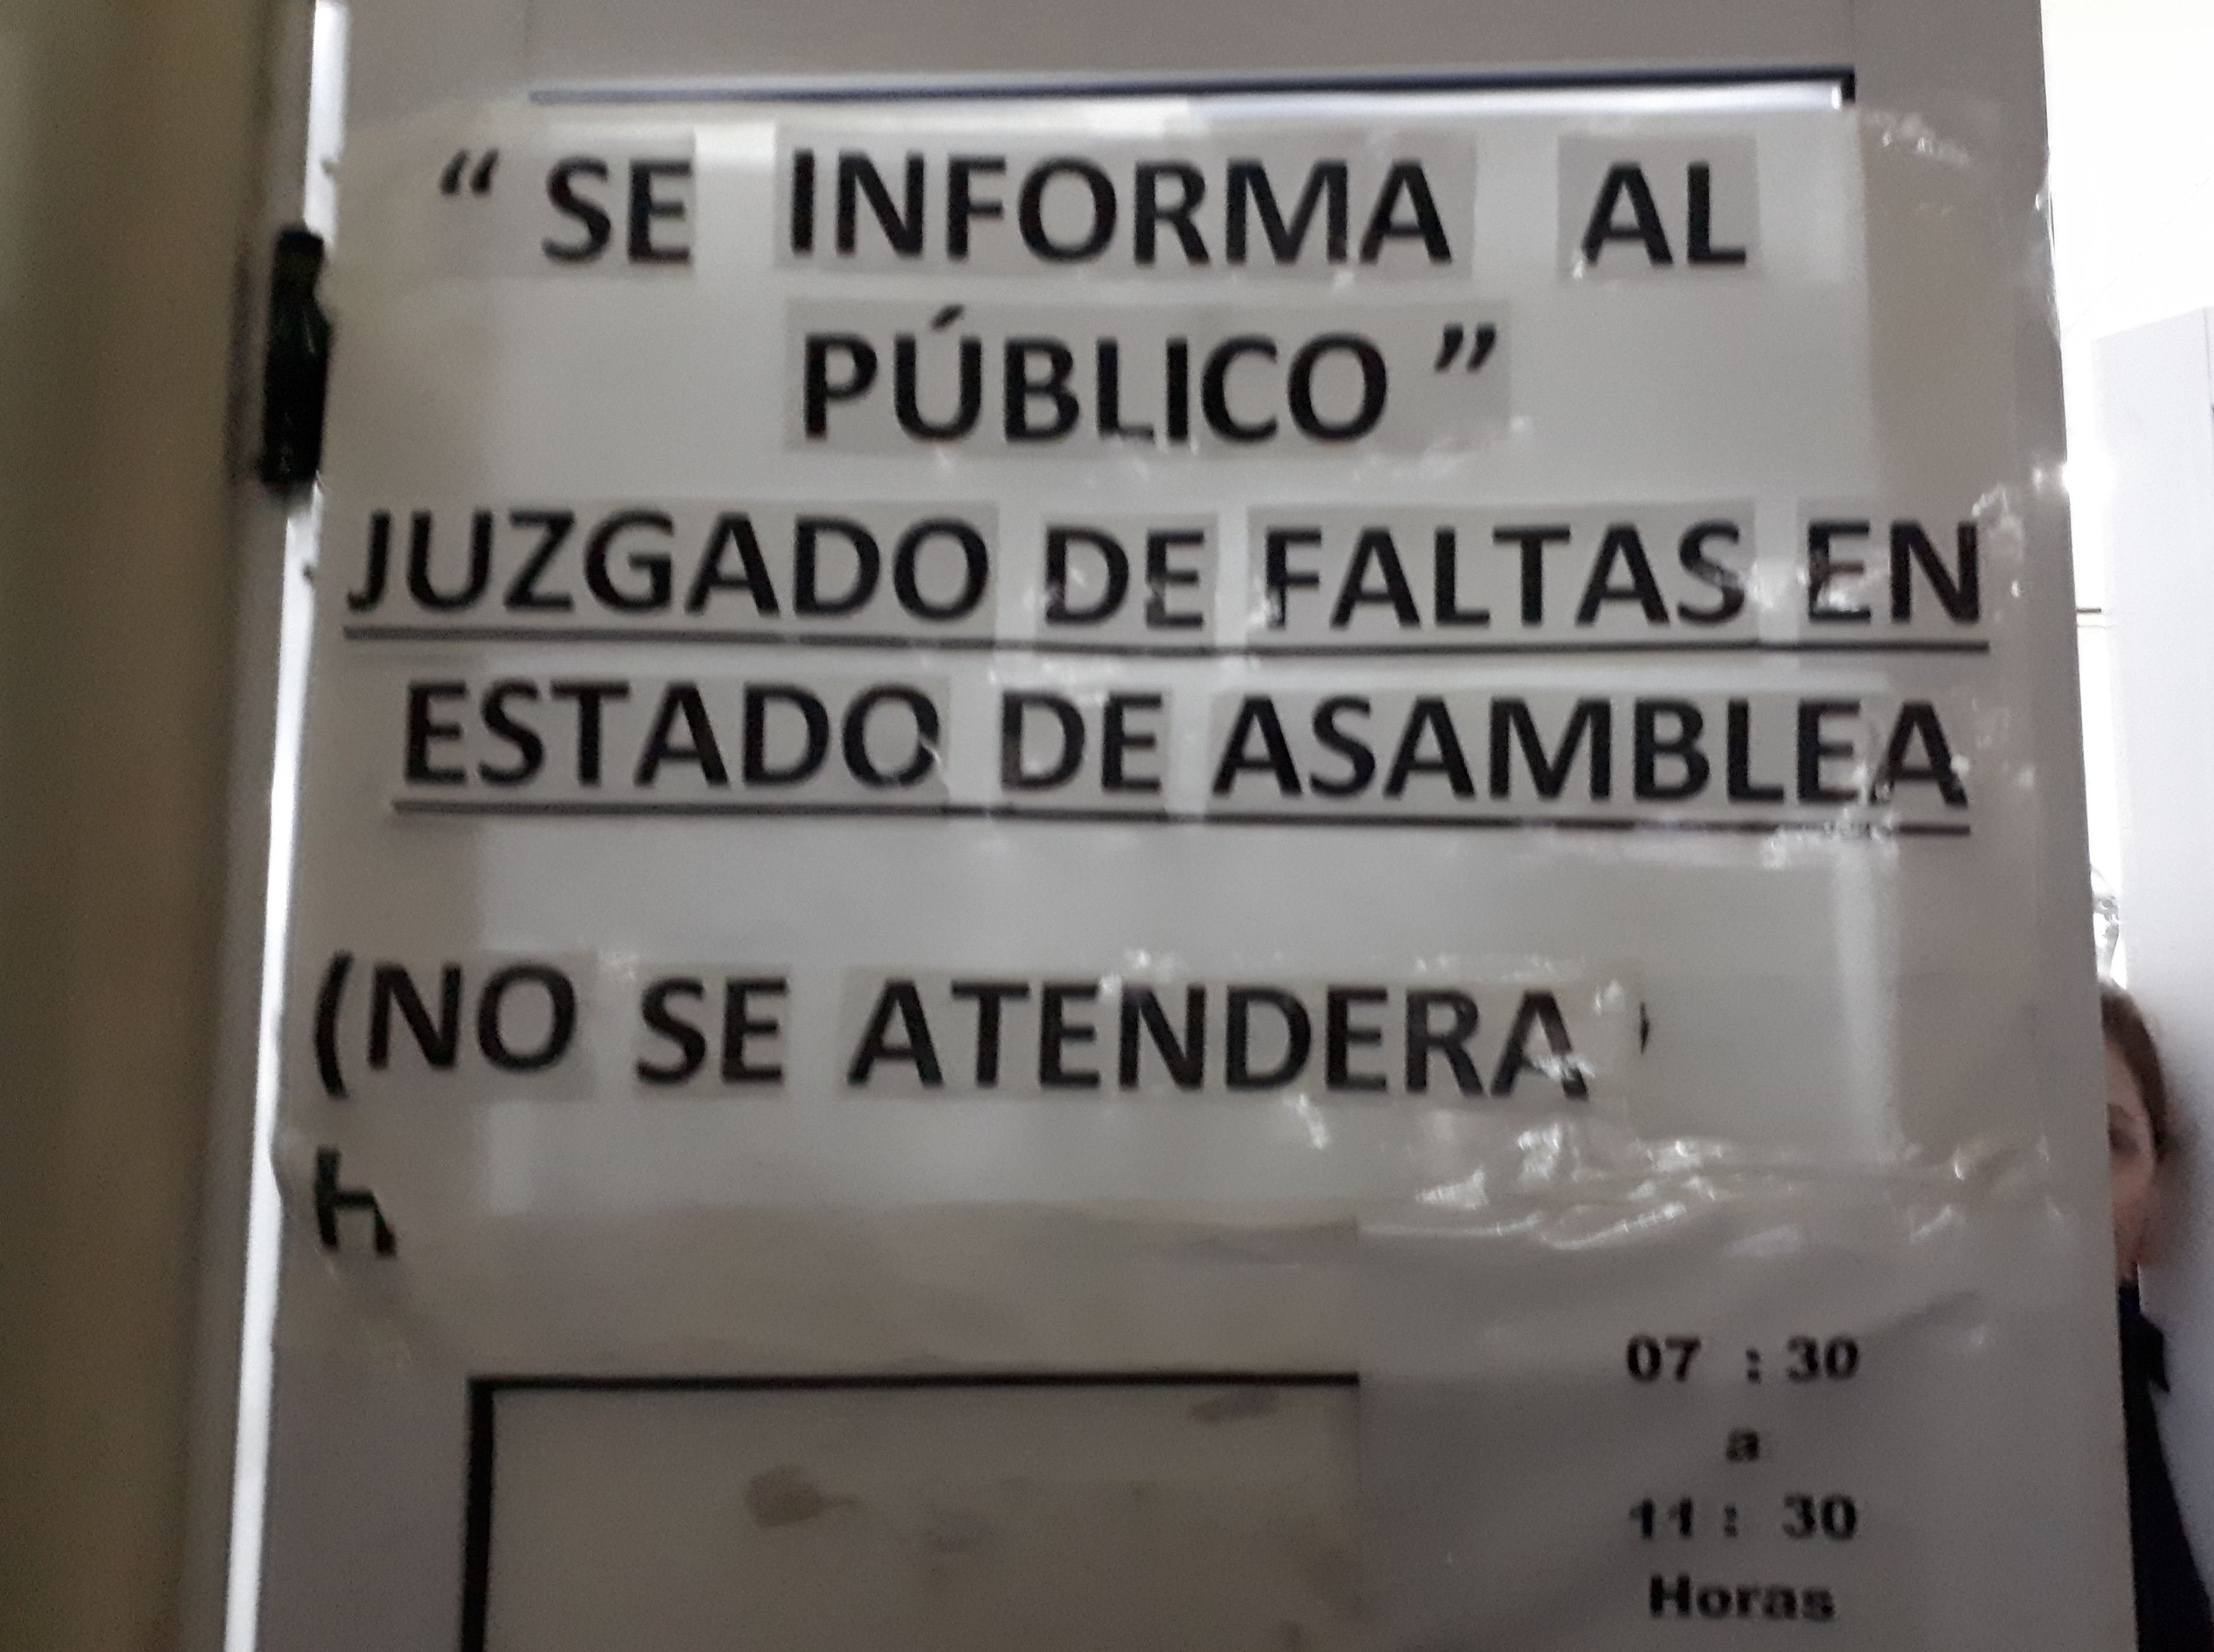 “ SE INFORMA AL
PÚBLICO ”
JUZGADO DE FALTAS EN
ESTADO DE ASAMBLEA
(NO SE ATENDERA
07 : 30
a
11 : 30
Horas